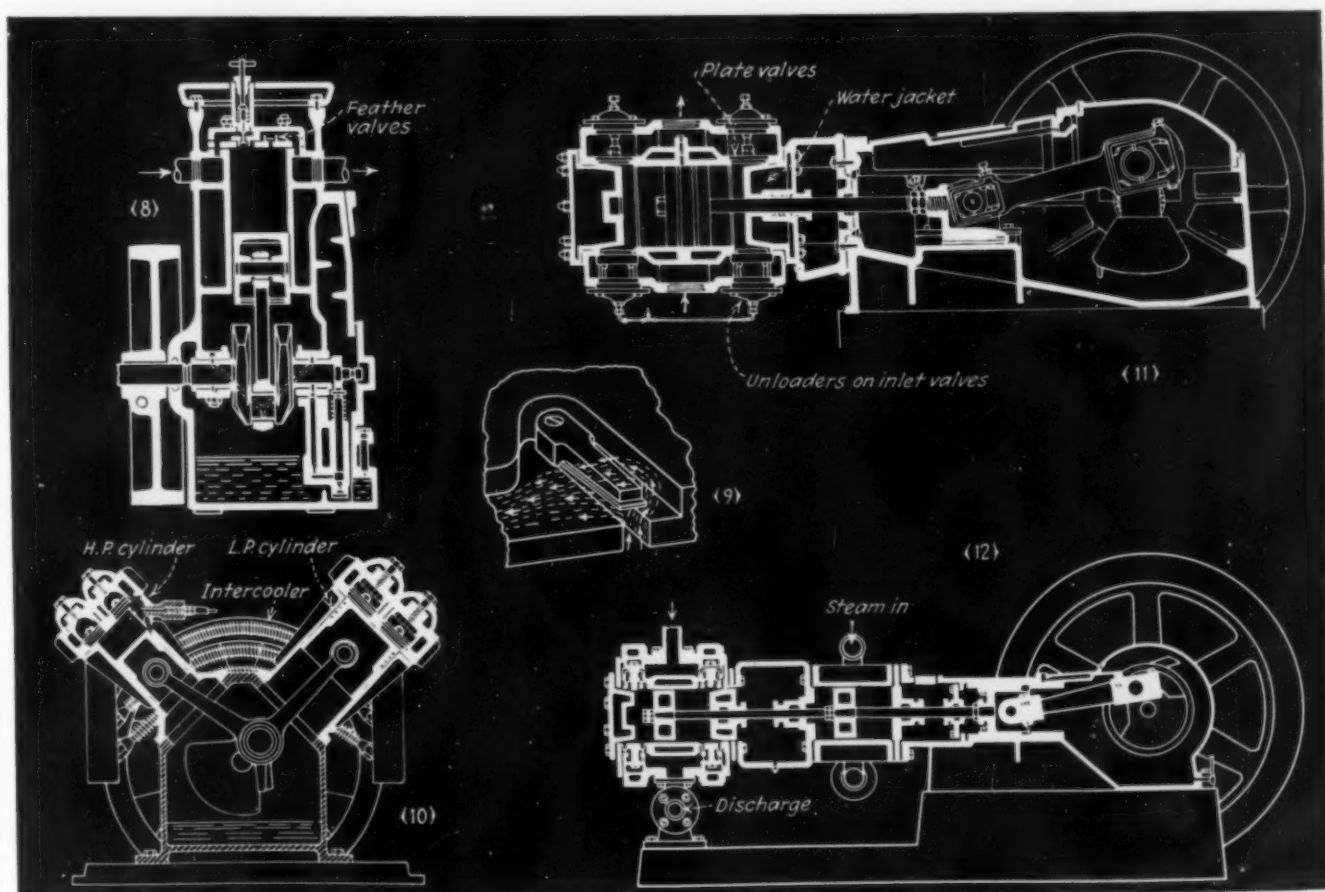 Feather
valves
(8)
Plate valves
Water jacket
Unloaders on inlet valves
(11)
(9)
H.P. cylinder
L.P. cylinder
Intercooler
(10)
(12)
Steam in
Discharge